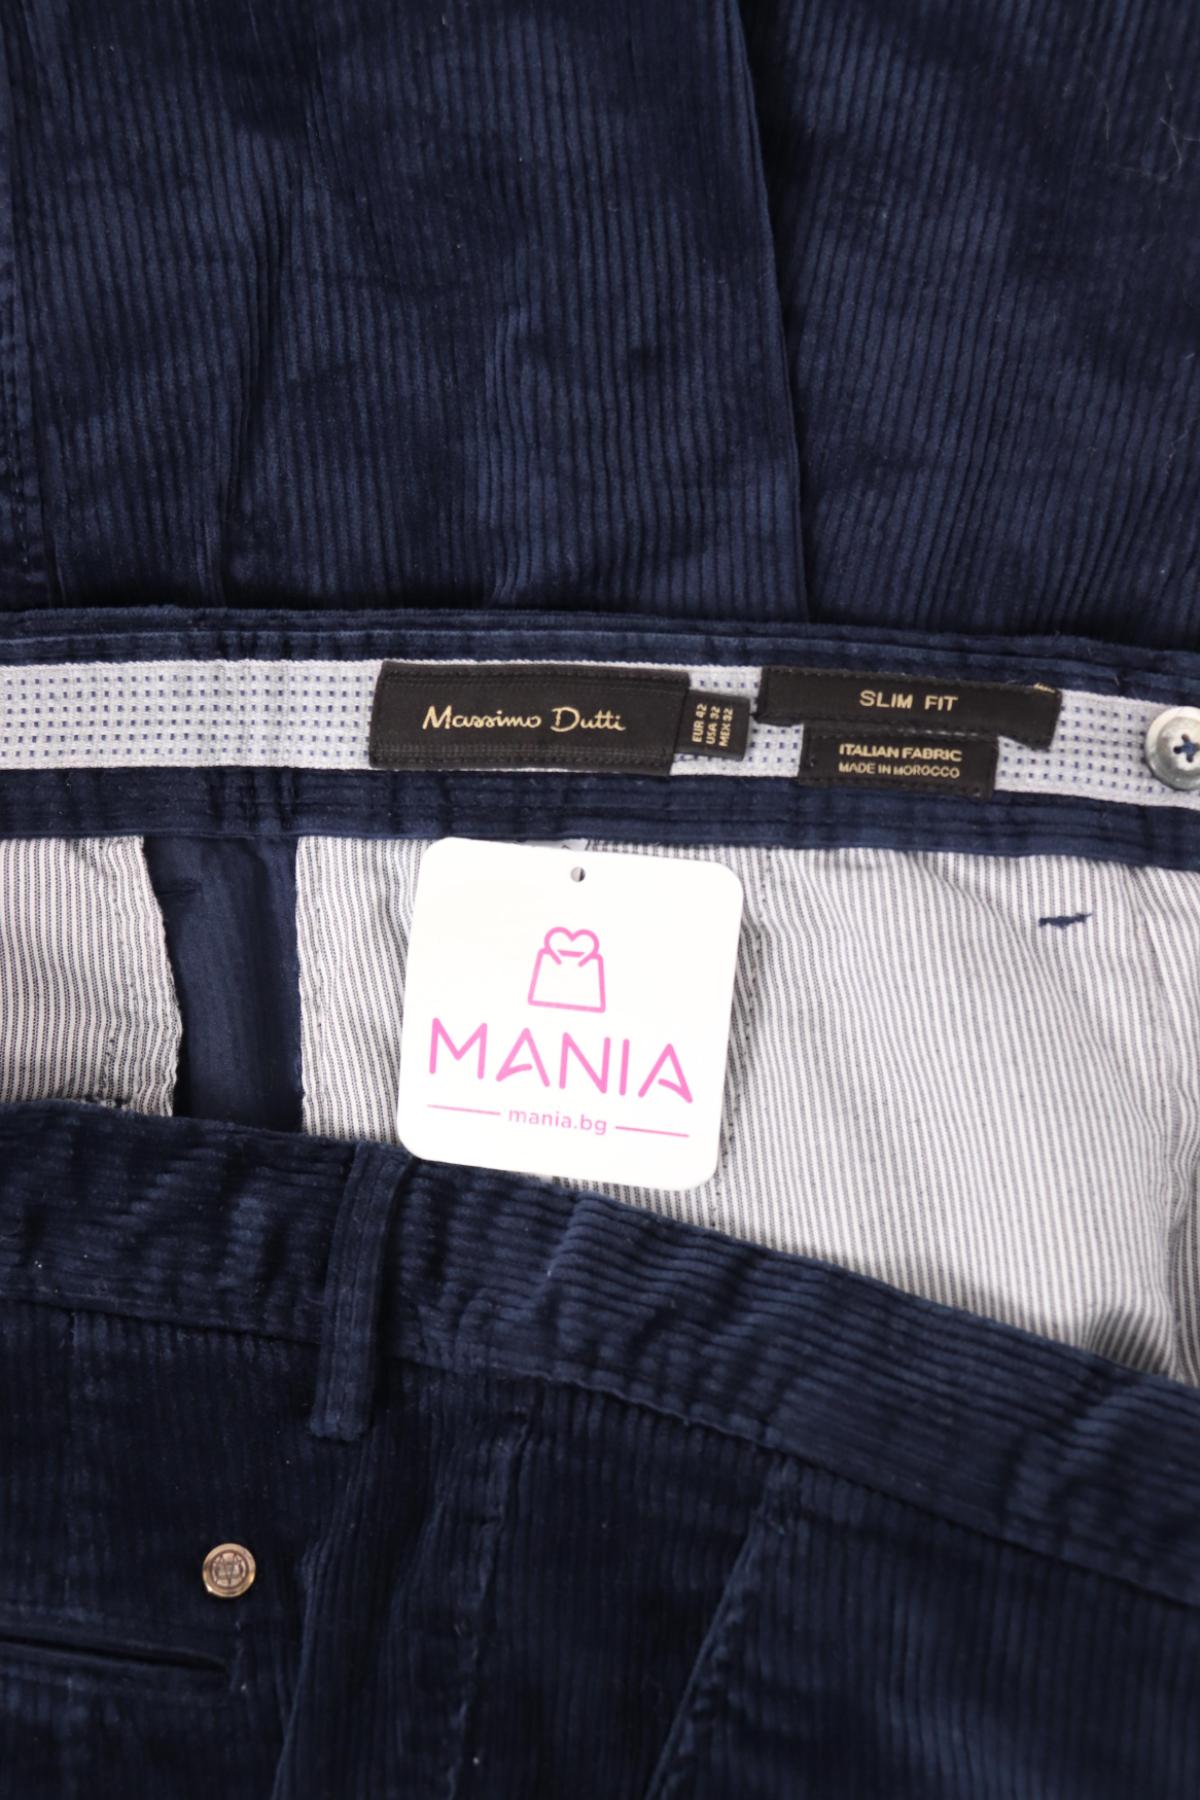 Massimo Dutti
EUR 42
USA 32
MEX 32
SLIM FIT
ITALIAN FABRIC
MADE IN MOROCCO
MANIA
mania.bg